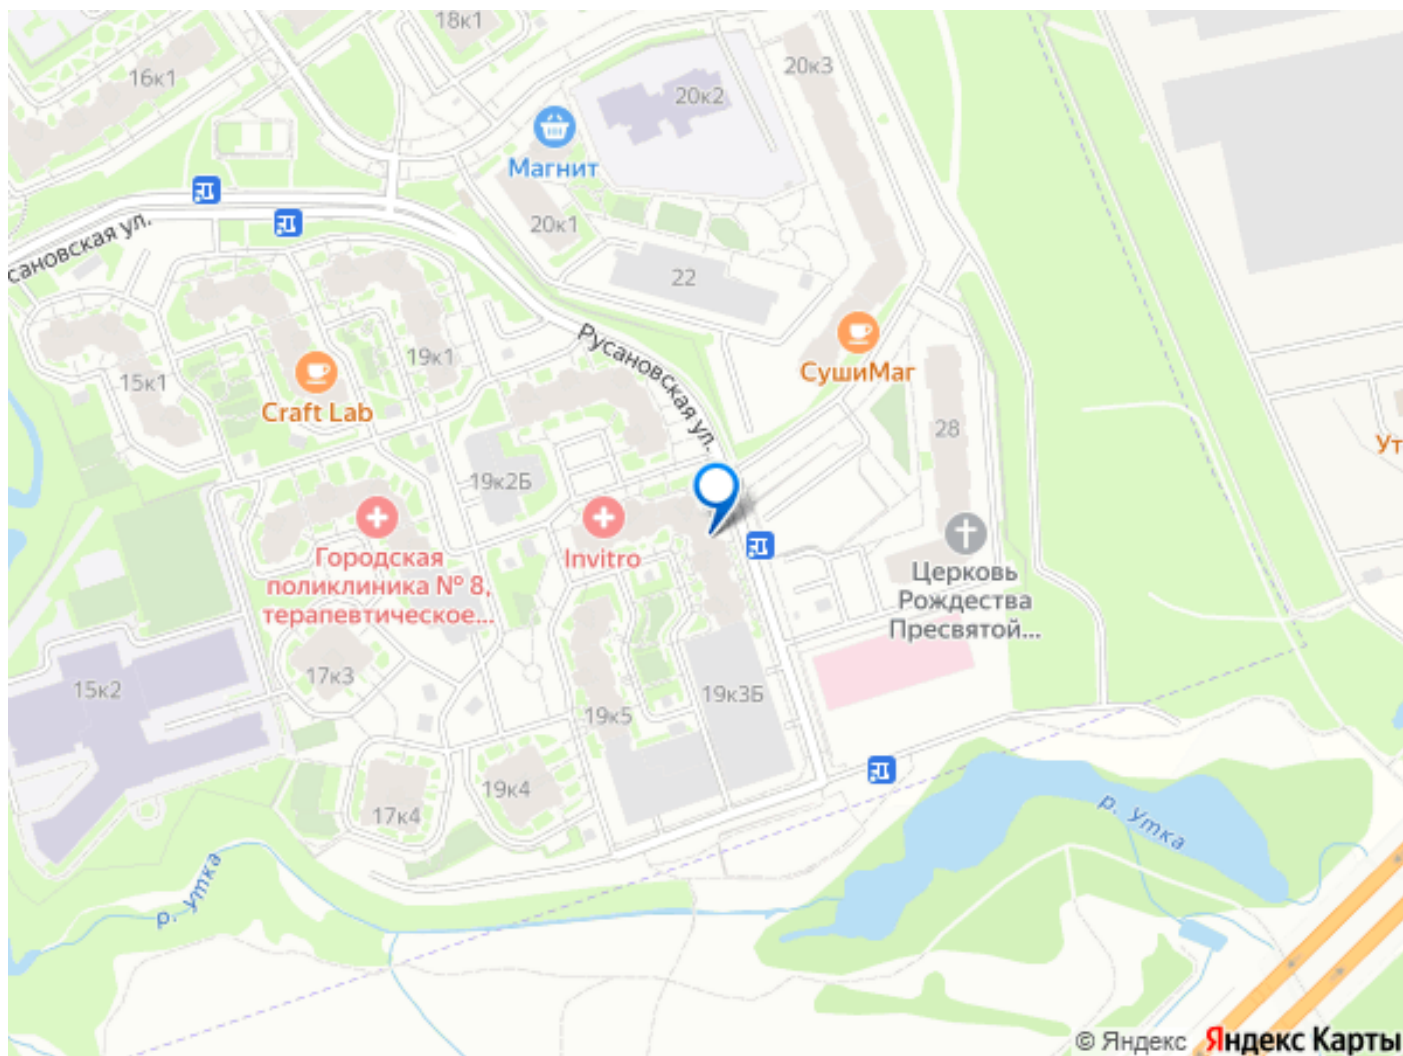 18к1
16к1
20к3
20к2
Магнит
20к1
сановская ул.
22
Русановская ул.
19к1
15к1
СушиМаг
Craft Lab
28
Ут
19к2Б
Invitro
Городская
поликлиника № 8,
терапевтическое...
Церковь
Рождества
Пресвятой...
17к3
15к2
19к3Б
19к5
19к4
17к4
р. Утка
р. Утка
© Яндекс Яндекс Карты